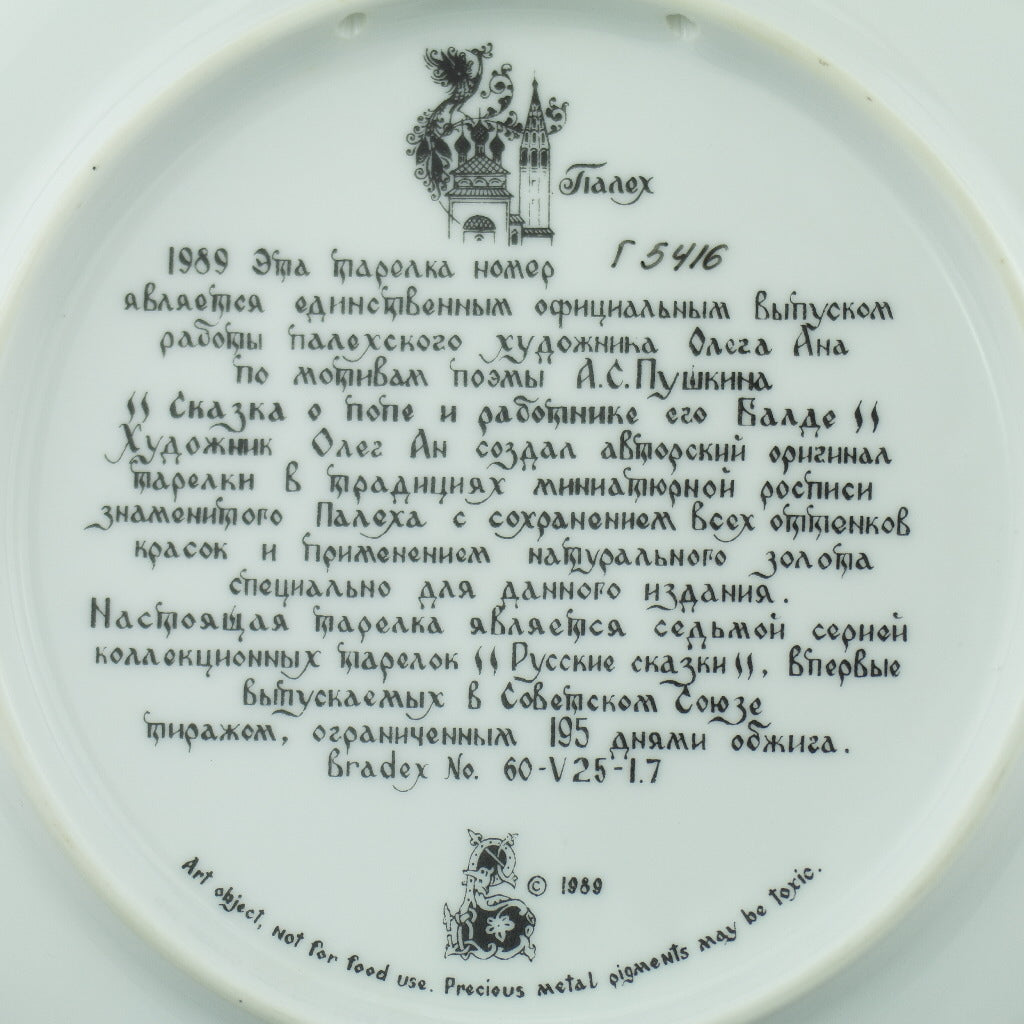 Палех
1989 Эта тарелка номер Г 5416
является единственным официальным выпуском
работы палехского художника Олега Ана
по мотивам поэмы А.С.Пушкина
" Сказка о попе и работнике его Балде "
Художник Олег Ан создал авторский оригинал
тарелки в традициях миниатюрной росписи
знаменитого Палеха с сохранением всех оттенков
красок и применением натурального золота
специально для данного издания.
Настоящая тарелка является седьмой серией
коллекционных тарелок " Русские сказки ", впервые
выпускаемых в Советском Союзе
тиражом, ограниченным 195 днями обжига.
Bradex No. 60-V25-1.7
© 1989
Art object, not for food use. Precious metal pigments may be toxic.